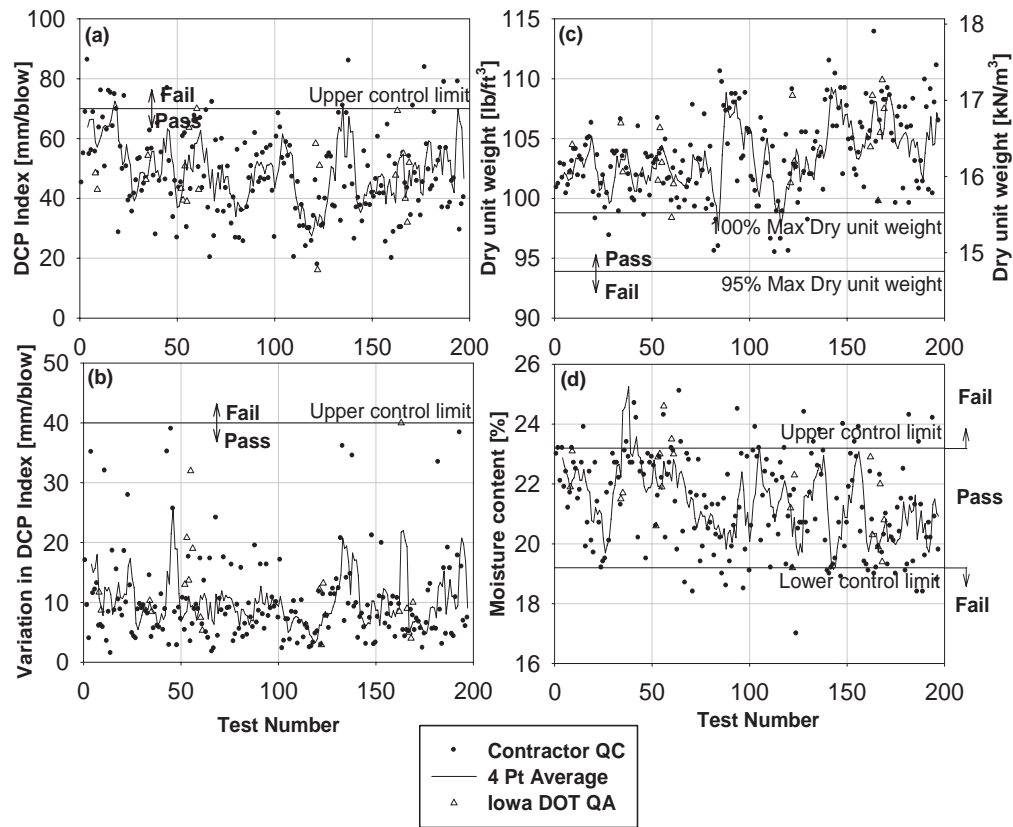 (a)
DCP Index [mm/blow]
100
80
60
40
20
0
Fail
Pass
Upper control limit
0 50 100 150 200
(c)
Dry unit weight [lb/ft³]
115
110
105
100
95
90
100% Max Dry unit weight
Pass
Fail
95% Max Dry unit weight
Dry unit weight [kN/m³]
18
17
16
15
0 50 100 150 200
(b)
Variation in DCP Index [mm/blow]
50
40
30
20
10
0
Fail
Pass
Upper control limit
0 50 100 150 200
Test Number
(d)
Moisture content [%]
26
24
22
20
18
16
Upper control limit
Lower control limit
Fail
Pass
Fail
0 50 100 150 200
Test Number
Contractor QC
4 Pt Average
Iowa DOT QA